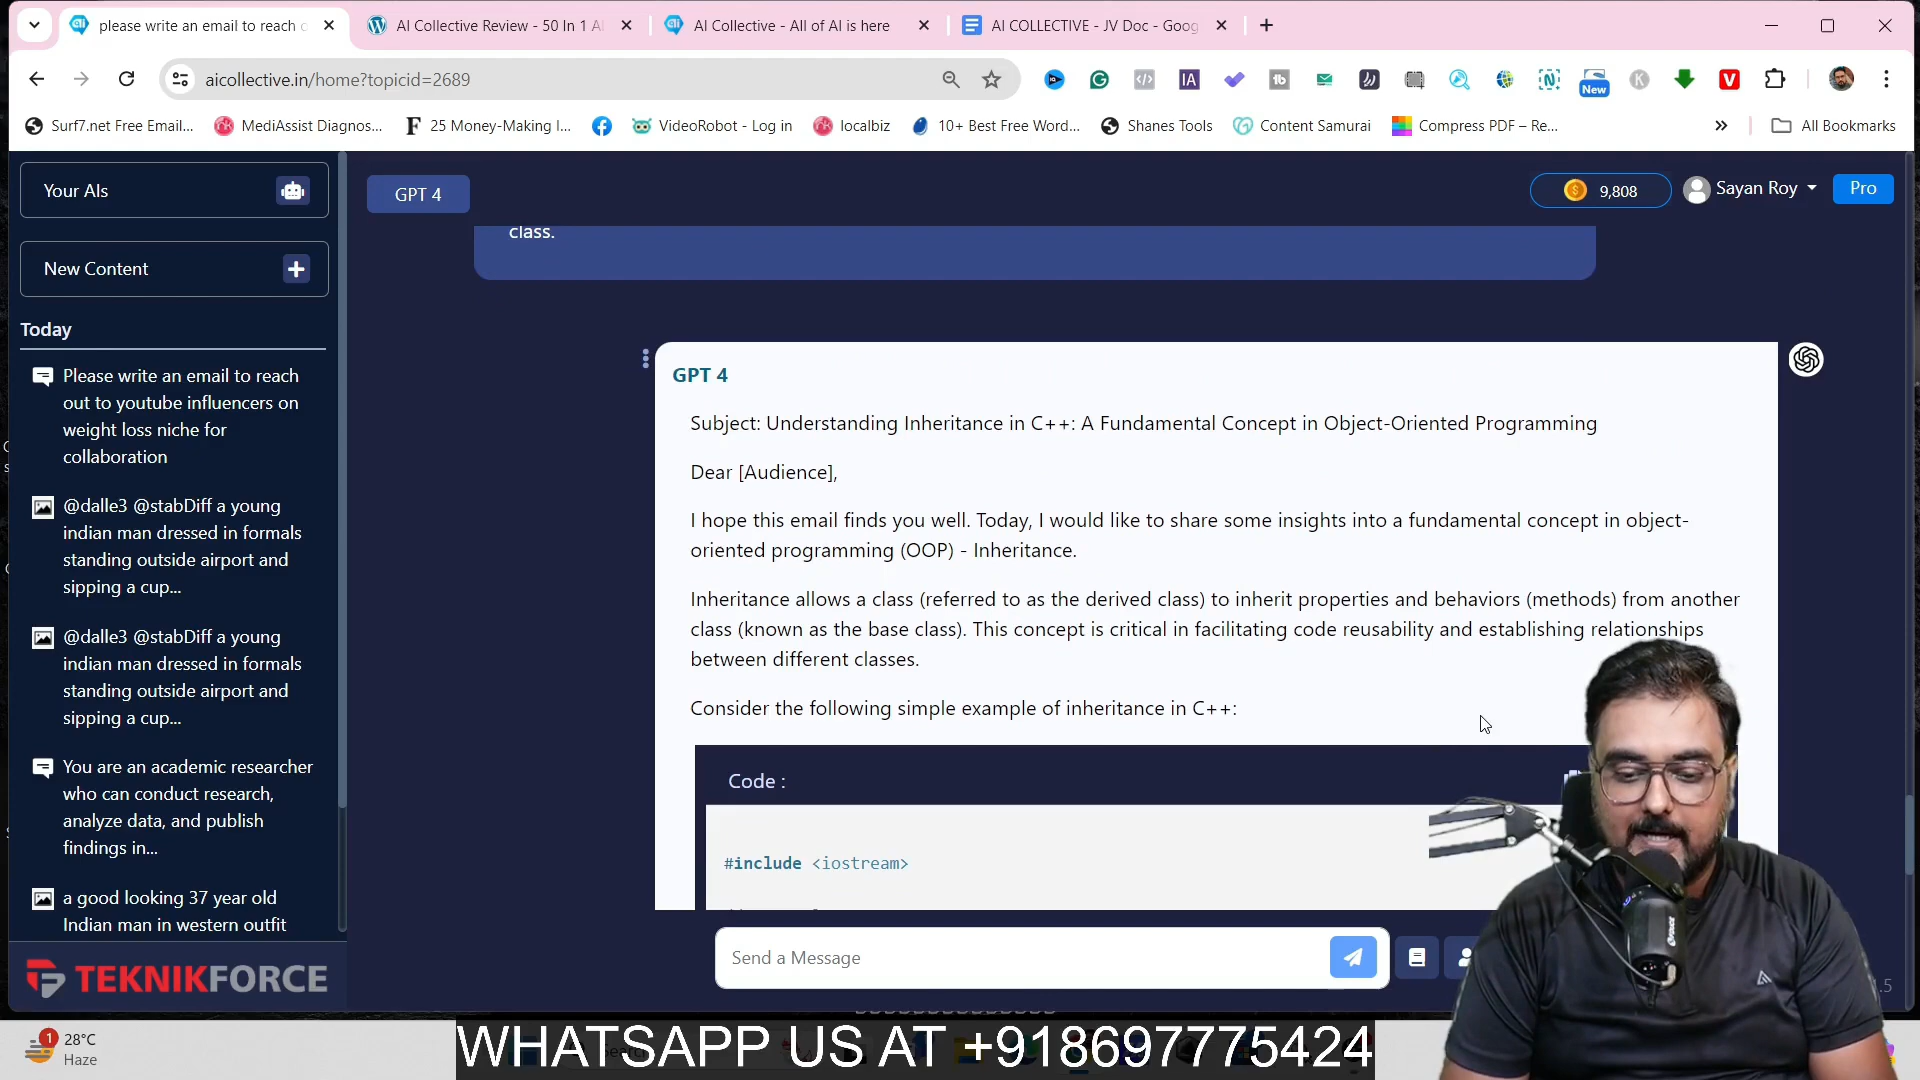 please write an email to reach
AI Collective Review - 50 In 1 A
AI Collective - All of AI is here
AI COLLECTIVE - JV Doc - Goog
aicollective.in/home?topicid=2689
New
Surf7.net Free Email...
MediAssist Diagnos...
25 Money-Making I...
VideoRobot - Log in
localbiz
10+ Best Free Word...
Shanes Tools
Content Samurai
Compress PDF – Re...
All Bookmarks
Your AIs
New Content
Today
Please write an email to reach
out to youtube influencers on
weight loss niche for
collaboration
@dalle3 @stabDiff a young
indian man dressed in formals
standing outside airport and
sipping a cup...
@dalle3 @stabDiff a young
indian man dressed in formals
standing outside airport and
sipping a cup...
You are an academic researcher
who can conduct research,
analyze data, and publish
findings in...
a good looking 37 year old
Indian man in western outfit
TEKNIKFORCE
GPT 4
9,808
Sayan Roy
Pro
class.
GPT 4
Subject: Understanding Inheritance in C++: A Fundamental Concept in Object-Oriented Programming
Dear [Audience],
I hope this email finds you well. Today, I would like to share some insights into a fundamental concept in object-
oriented programming (OOP) - Inheritance.
Inheritance allows a class (referred to as the derived class) to inherit properties and behaviors (methods) from another
class (known as the base class). This concept is critical in facilitating code reusability and establishing relationships
between different classes.
Consider the following simple example of inheritance in C++:
Code :
#include <iostream>
Send a Message
.5
1
28°C
Haze
WHATSAPP US AT +918697775424